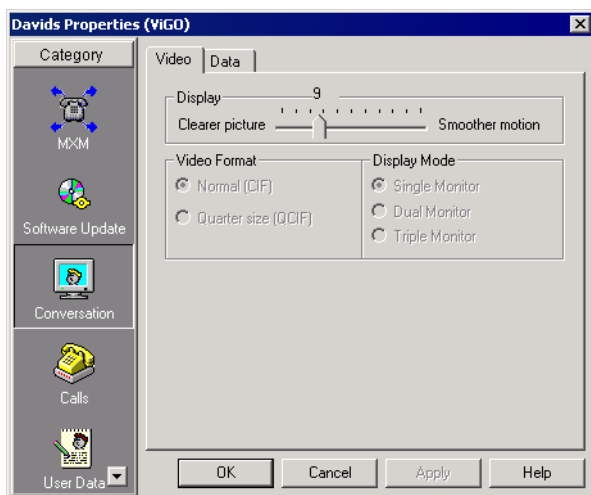 Davids Properties (ViGO)
Category
MXM
Software Update
Conversation
Calls
User Data
Video
Data
Display
9
Clearer picture
Smoother motion
Video Format
Normal (CIF)
Quarter size (QCIF)
Display Mode
Single Monitor
Dual Monitor
Triple Monitor
OK
Cancel
Apply
Help